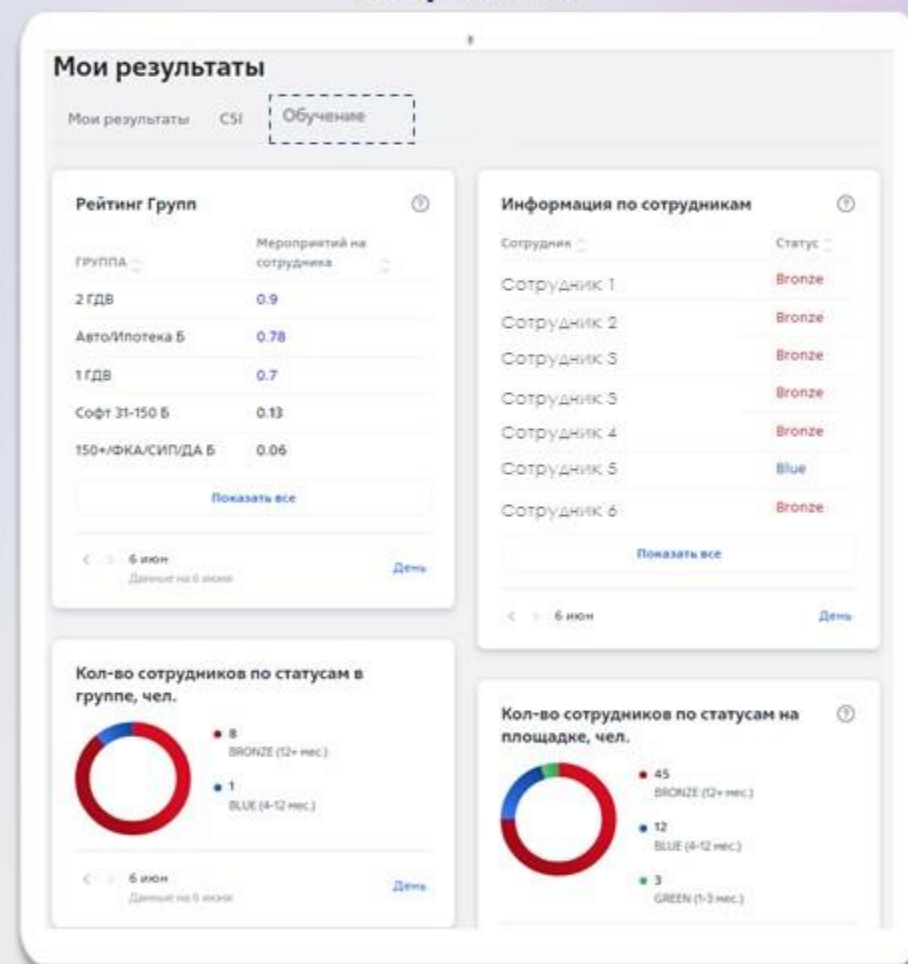 Мои результаты
Мои результаты CSI Обучение
Рейтинг Групп
ГРУППА Мероприятий на сотрудника
2 ГДВ 0.9
Авто/Ипотека Б 0.78
1 ГДВ 0.7
Софт 31-150 Б 0.13
150+/ФКА/СИП/ДА Б 0.06
Показать все
6 июн День
Данные на 6 июня
Информация по сотрудникам
Сотрудник Статус
Сотрудник 1 Bronze
Сотрудник 2 Bronze
Сотрудник 3 Bronze
Сотрудник 3 Bronze
Сотрудник 4 Bronze
Сотрудник 5 Blue
Сотрудник 6 Bronze
Показать все
6 июн День
Кол-во сотрудников по статусам в
группе, чел.
8
BRONZE (12+ мес.)
1
BLUE (4-12 мес.)
6 июн День
Данные на 6 июня
Кол-во сотрудников по статусам на
площадке, чел.
45
BRONZE (12+ мес.)
12
BLUE (4-12 мес.)
3
GREEN (1-3 мес.)